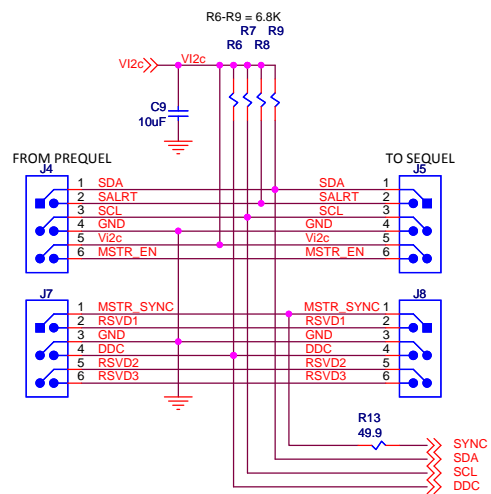 R6-R9 = 6.8K
R7 R9
R6 R8
VI2c VI2c
C9
10uF
FROM PREQUEL TO SEQUEL
J4 J5
1 SDA SDA 1
2 SALRT SALRT 2
3 SCL SCL 3
4 GND GND 4
5 Vi2c Vi2c 5
6 MSTR_EN MSTR_EN 6
J7 J8
1 MSTR_SYNC MSTR_SYNC 1
2 RSVD1 RSVD1 2
3 GND GND 3
4 DDC DDC 4
5 RSVD2 RSVD2 5
6 RSVD3 RSVD3 6
R13
49.9
SYNC
SDA
SCL
DDC